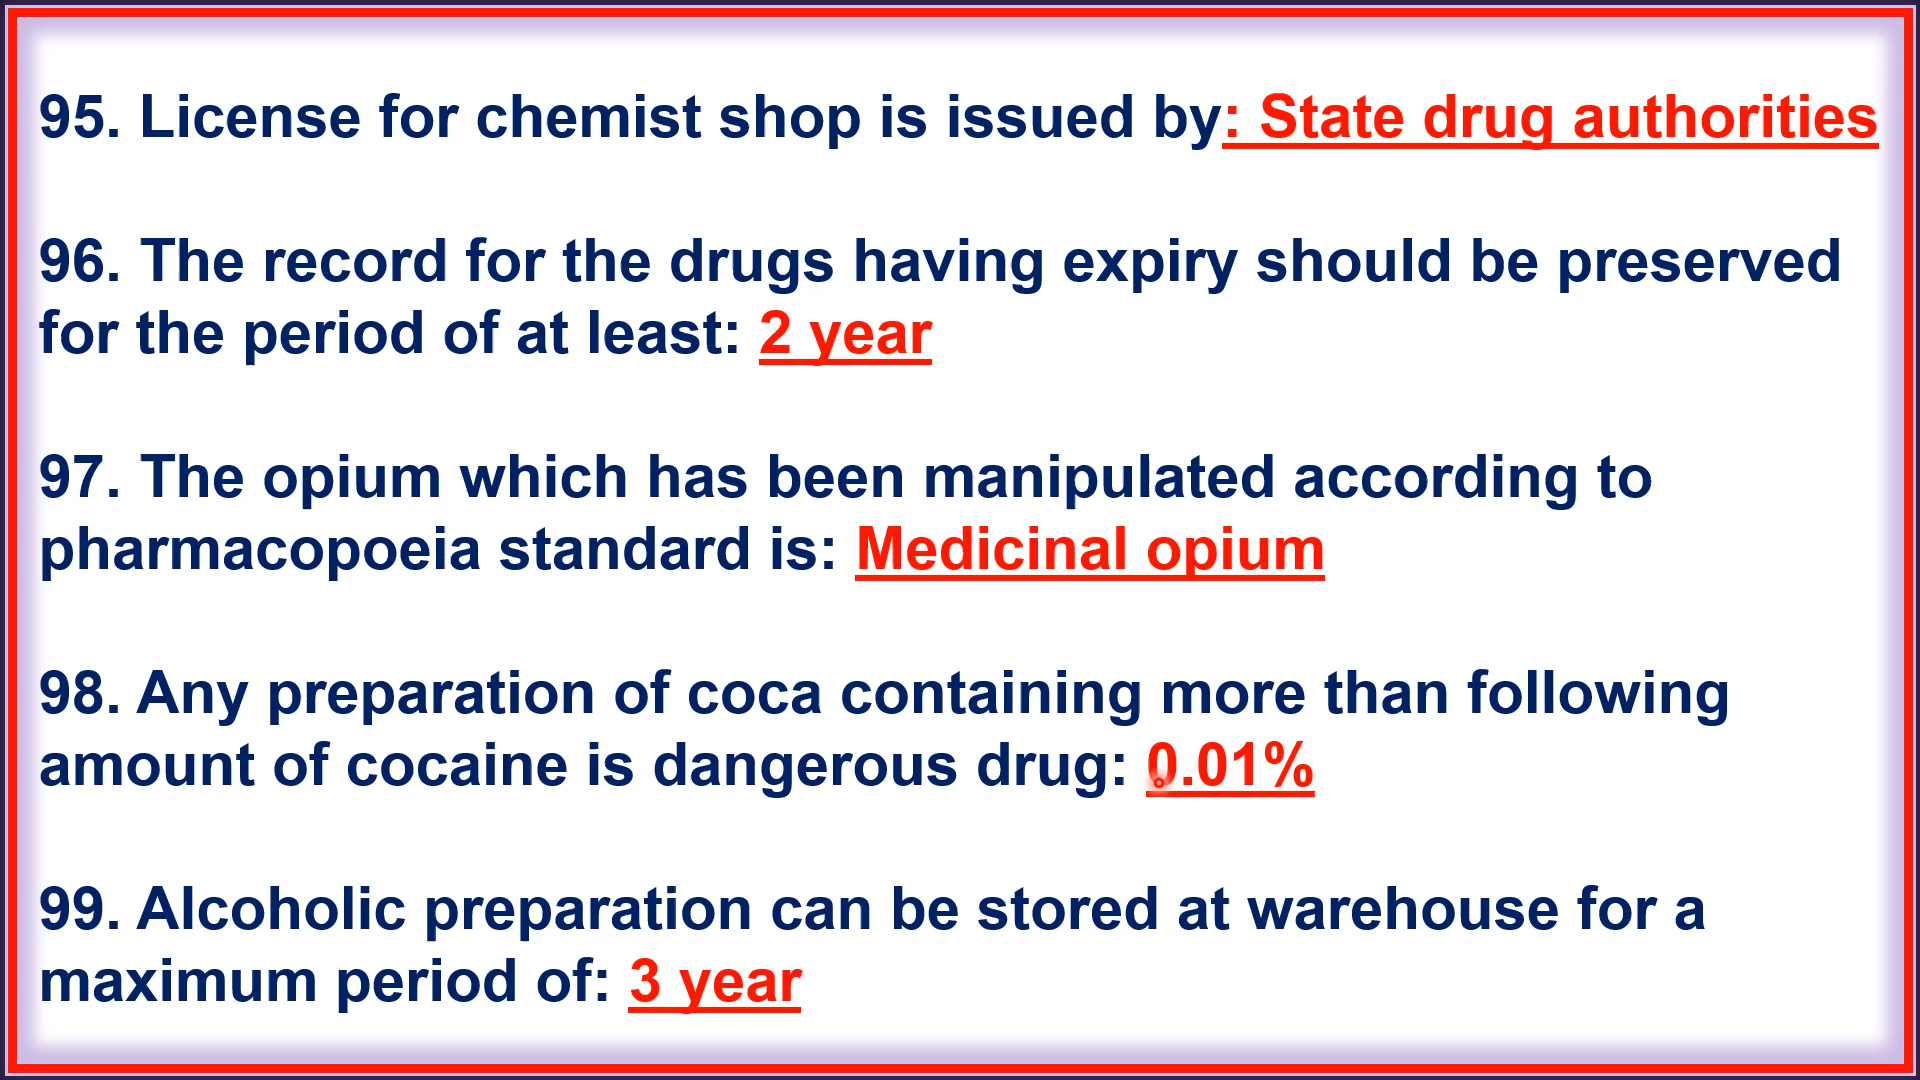 95. License for chemist shop is issued by: State drug authorities
96. The record for the drugs having expiry should be preserved
for the period of at least: 2 year
97. The opium which has been manipulated according to
pharmacopoeia standard is: Medicinal opium
98. Any preparation of coca containing more than following
amount of cocaine is dangerous drug: 0.01%
99. Alcoholic preparation can be stored at warehouse for a
maximum period of: 3 year